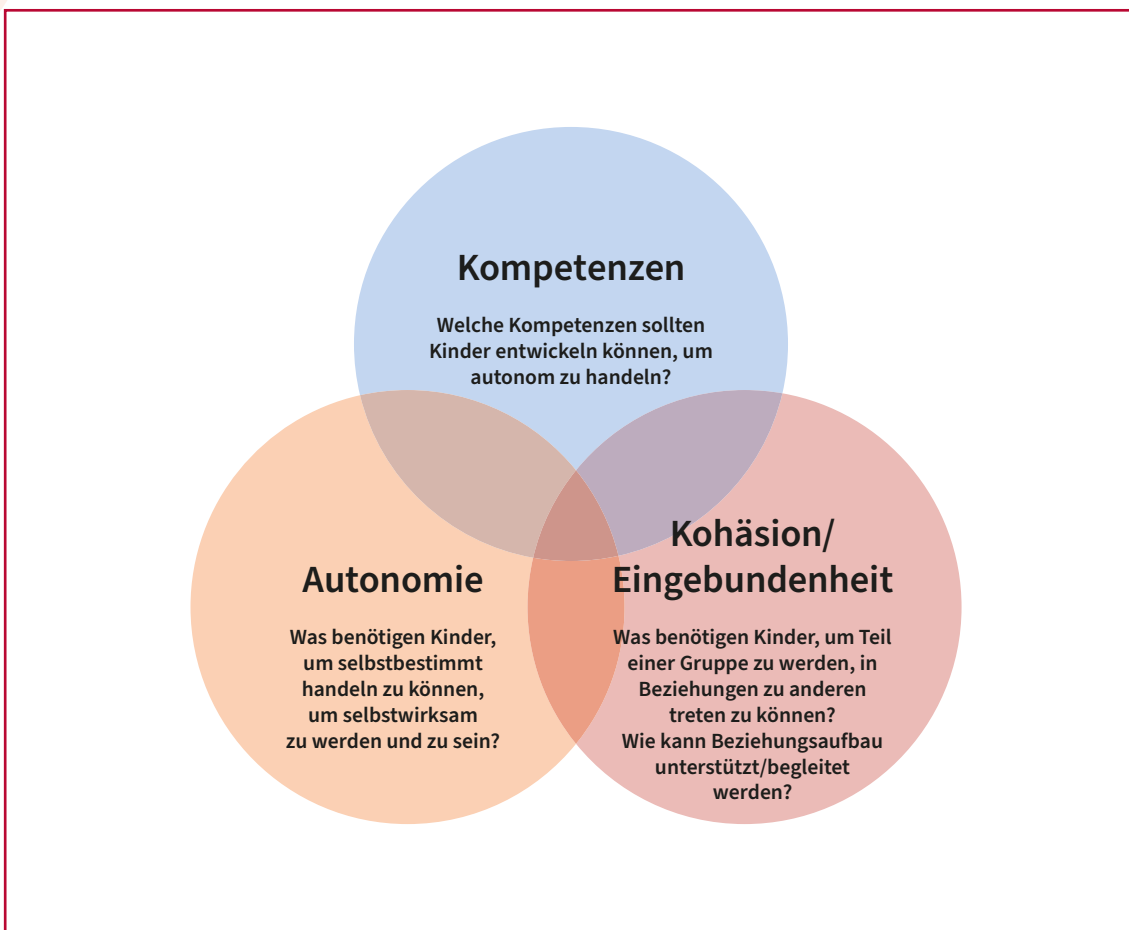 Kompetenzen
Welche Kompetenzen sollten
Kinder entwickeln können, um
autonom zu handeln?
Autonomie
Was benötigen Kinder,
um selbstbestimmt
handeln zu können,
um selbstwirksam
zu werden und zu sein?
Kohäsion/
Eingebundenheit
Was benötigen Kinder, um Teil
einer Gruppe zu werden, in
Beziehungen zu anderen
treten zu können?
Wie kann Beziehungsaufbau
unterstützt/begleitet
werden?